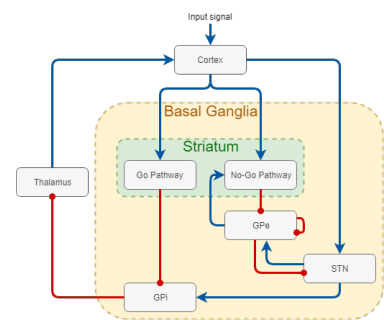 Input signal
Cortex
Basal Ganglia
Striatum
Go Pathway
No-Go Pathway
Thalamus
GPe
STN
GPi